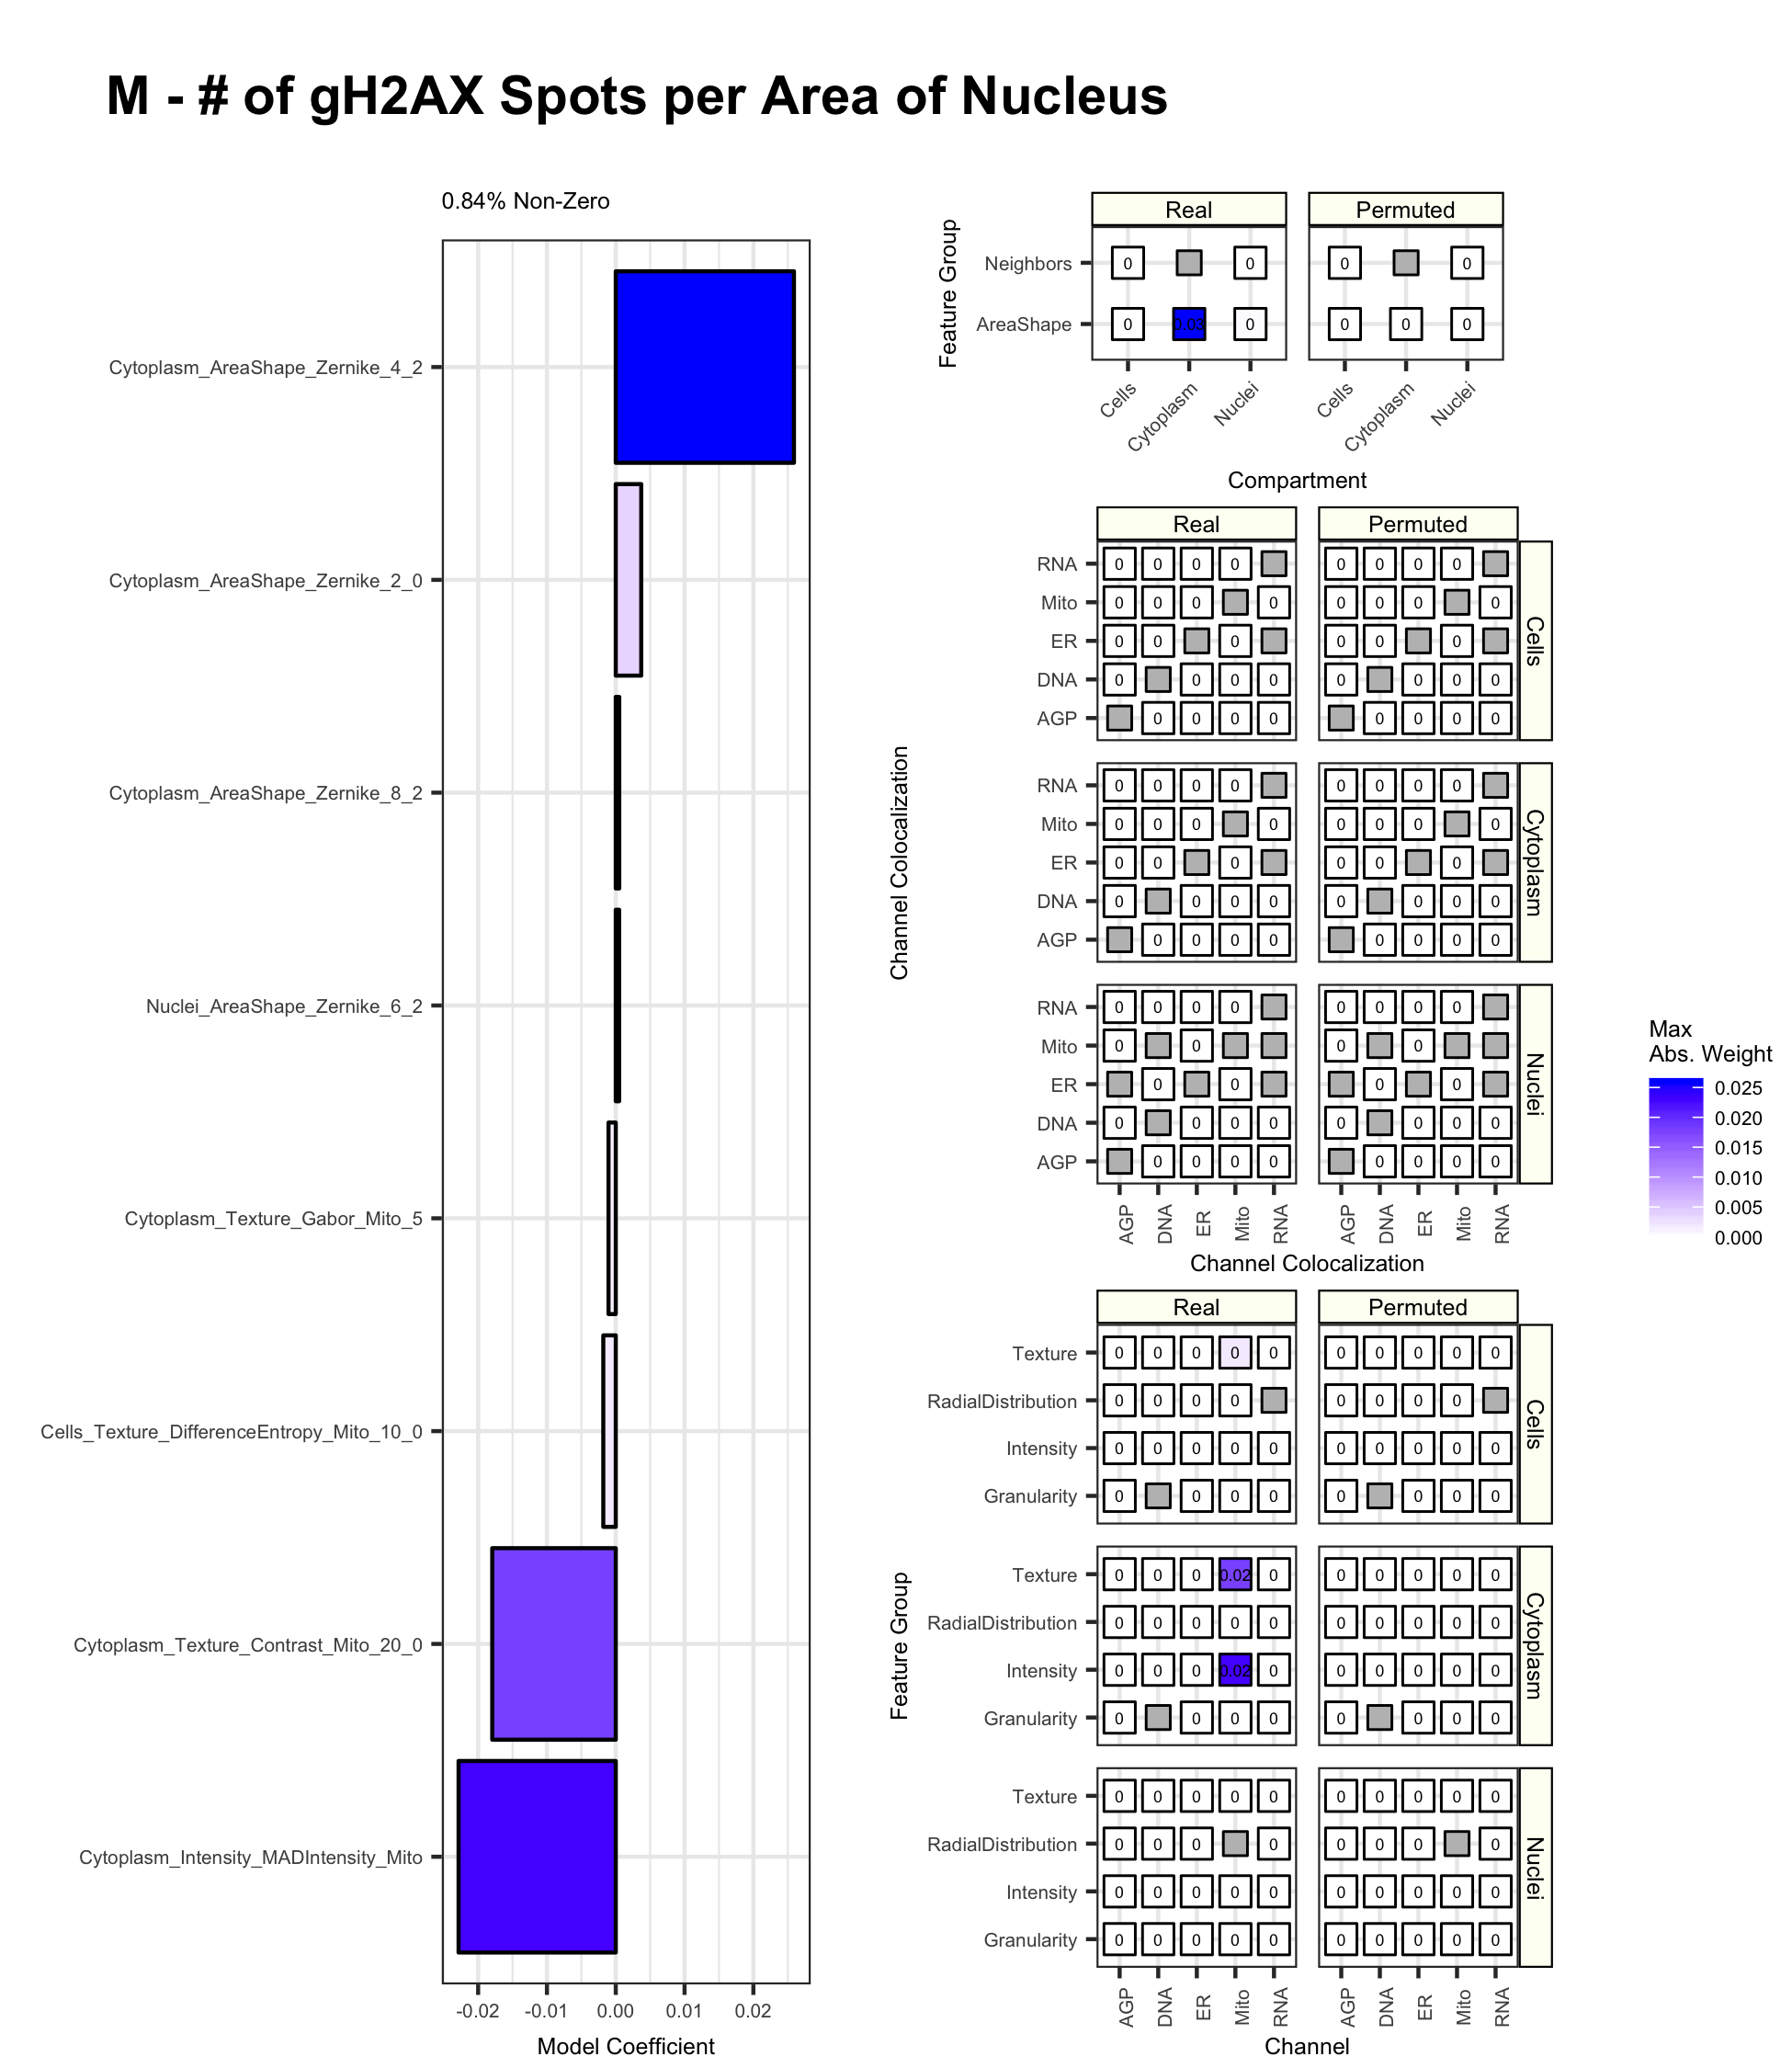 M - # of gH2AX Spots per Area of Nucleus
0.84% Non-Zero
Cytoplasm_AreaShape_Zernike_4_2
Cytoplasm_AreaShape_Zernike_2_0
Cytoplasm_AreaShape_Zernike_8_2
Nuclei_AreaShape_Zernike_6_2
Cytoplasm_Texture_Gabor_Mito_5
Cells_Texture_DifferenceEntropy_Mito_10_0
Cytoplasm_Texture_Contrast_Mito_20_0
Cytoplasm_Intensity_MADIntensity_Mito
-0.02 -0.01 0.00 0.01 0.02
Model Coefficient
Real Permuted
Feature Group
Neighbors 0 0 0 0
AreaShape 0 0.03 0 0 0 0
Cells Cytoplasm Nuclei Cells Cytoplasm Nuclei
Compartment
Real Permuted
Channel Colocalization
RNA 0 0 0 0 0 0 0 0
Mito 0 0 0 0 0 0 0 0
ER 0 0 0 0 0 0
DNA 0 0 0 0 0 0 0 0
AGP 0 0 0 0 0 0 0 0
Cells
RNA 0 0 0 0 0 0 0 0
Mito 0 0 0 0 0 0 0 0
ER 0 0 0 0 0 0
DNA 0 0 0 0 0 0 0 0
AGP 0 0 0 0 0 0 0 0
Cytoplasm
RNA 0 0 0 0 0 0 0 0
Mito 0 0 0 0
ER 0 0 0 0
DNA 0 0 0 0 0 0 0 0
AGP 0 0 0 0 0 0 0 0
Nuclei
AGP DNA ER Mito RNA AGP DNA ER Mito RNA
Channel Colocalization
Real Permuted
Feature Group
Texture 0 0 0 0 0 0 0 0 0 0
RadialDistribution 0 0 0 0 0 0 0 0
Intensity 0 0 0 0 0 0 0 0 0 0
Granularity 0 0 0 0 0 0 0 0
Cells
Texture 0 0 0 0.02 0 0 0 0 0 0
RadialDistribution 0 0 0 0 0 0 0 0 0 0
Intensity 0 0 0 0.02 0 0 0 0 0 0
Granularity 0 0 0 0 0 0 0 0
Cytoplasm
Texture 0 0 0 0 0 0 0 0 0 0
RadialDistribution 0 0 0 0 0 0 0 0
Intensity 0 0 0 0 0 0 0 0 0 0
Granularity 0 0 0 0 0 0 0 0 0 0
Nuclei
AGP DNA ER Mito RNA AGP DNA ER Mito RNA
Channel
Max
Abs. Weight
0.025
0.020
0.015
0.010
0.005
0.000